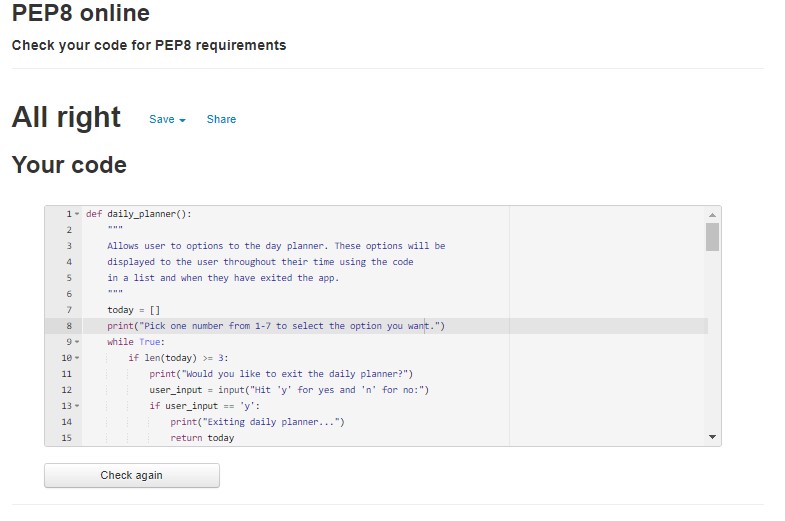 PEP8 online
Check your code for PEP8 requirements
All right Save Share
Your code
1 def daily_planner():
2 """
3 Allows user to options to the day planner. These options will be
4 displayed to the user throughout their time using the code
5 in a list and when they have exited the app.
6 """
7 today = []
8 print("Pick one number from 1-7 to select the option you want.")
9 while True:
10 if len(today) >= 3:
11 print("Would you like to exit the daily planner?")
12 user_input = input("Hit 'y' for yes and 'n' for no:")
13 if user_input == 'y':
14 print("Exiting daily planner...")
15 return today
Check again